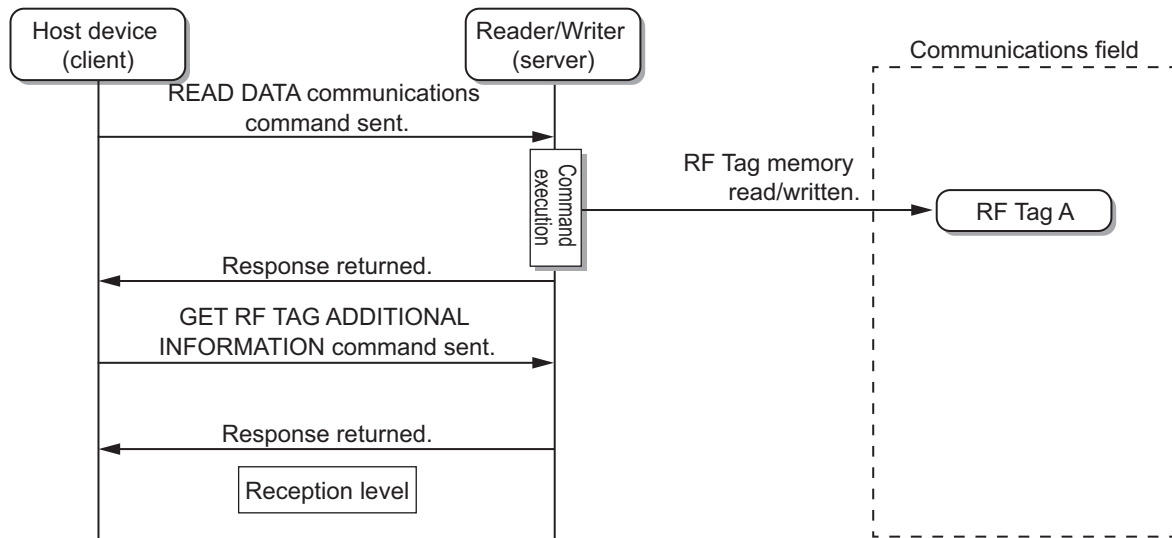 Host device
(client)
Reader/Writer
(server)
Communications field
READ DATA communications
command sent.
Command
execution
RF Tag memory
read/written.
RF Tag A
Response returned.
GET RF TAG ADDITIONAL
INFORMATION command sent.
Response returned.
Reception level